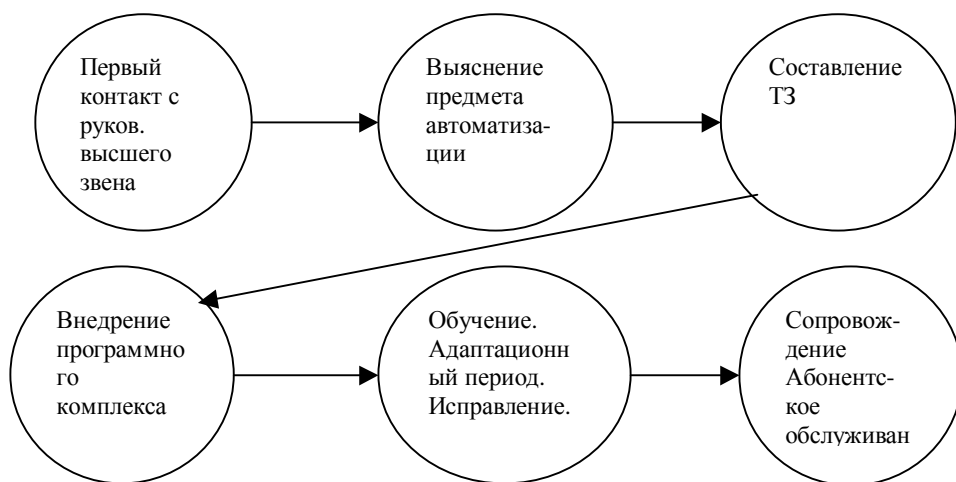 Первый
контакт с
руков.
высшего
звена
Выяснение
предмета
автоматиза-
ции
Составление
ТЗ
Внедрение
программно
го
комплекса
Обучение.
Адаптационн
ый период.
Исправление.
Сопровож-
дение
Абонентс-
кое
обслуживан